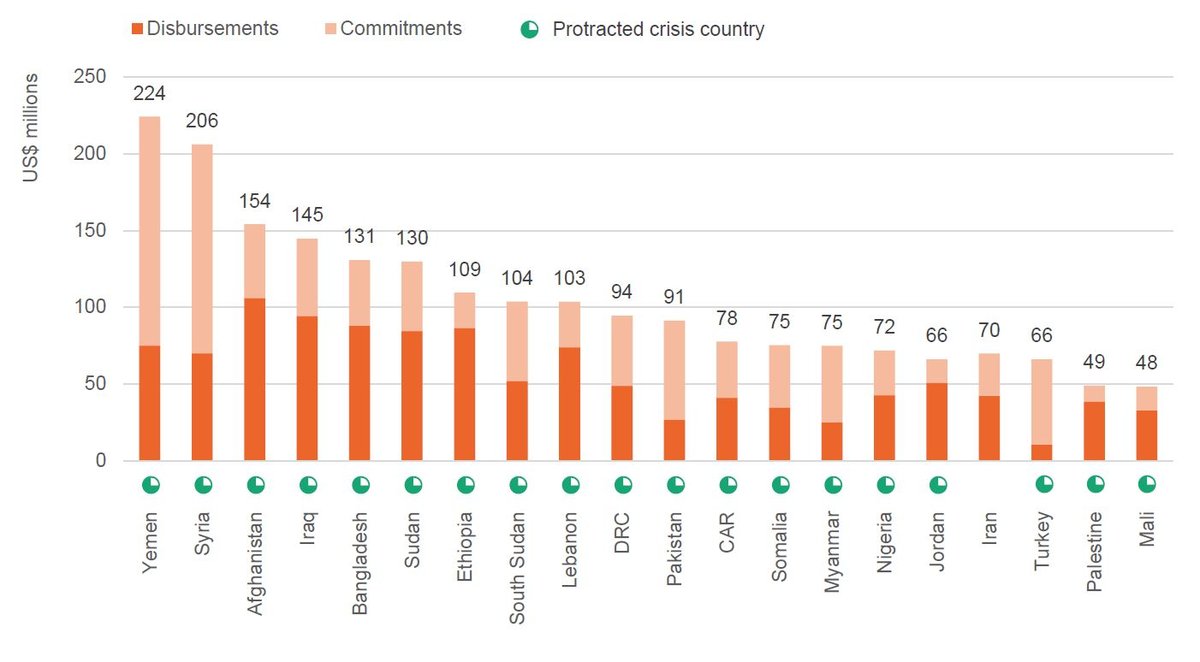 Disbursements Commitments Protracted crisis country
US$ millions
250
200
150
100
50
0
224
206
154
145
131
130
109
104
103
94
91
78
75
75
72
66
70
66
49
48
Yemen
Syria
Afghanistan
Iraq
Bangladesh
Sudan
Ethiopia
South Sudan
Lebanon
DRC
Pakistan
CAR
Somalia
Myanmar
Nigeria
Jordan
Iran
Turkey
Palestine
Mali